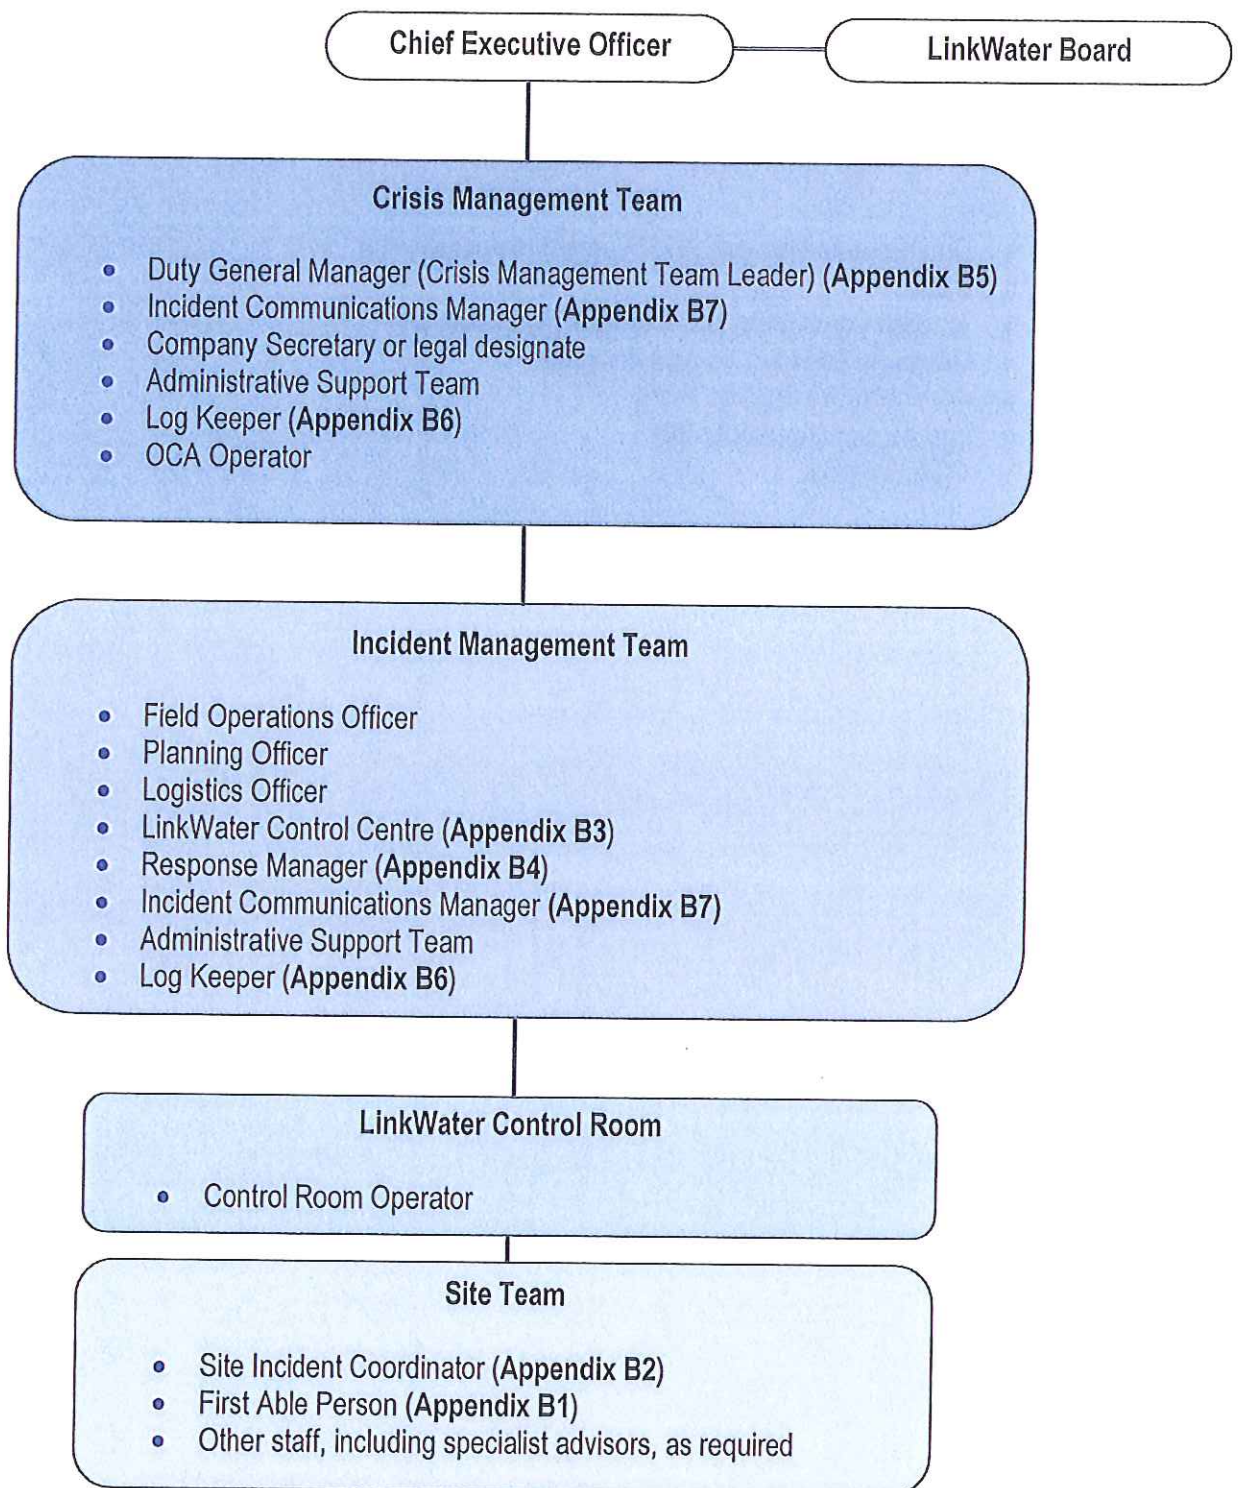 Chief Executive Officer
LinkWater Board
Crisis Management Team
• Duty General Manager (Crisis Management Team Leader) (Appendix B5)
• Incident Communications Manager (Appendix B7)
• Company Secretary or legal designate
• Administrative Support Team
• Log Keeper (Appendix B6)
• OCA Operator
Incident Management Team
• Field Operations Officer
• Planning Officer
• Logistics Officer
• LinkWater Control Centre (Appendix B3)
• Response Manager (Appendix B4)
• Incident Communications Manager (Appendix B7)
• Administrative Support Team
• Log Keeper (Appendix B6)
LinkWater Control Room
• Control Room Operator
Site Team
• Site Incident Coordinator (Appendix B2)
• First Able Person (Appendix B1)
• Other staff, including specialist advisors, as required